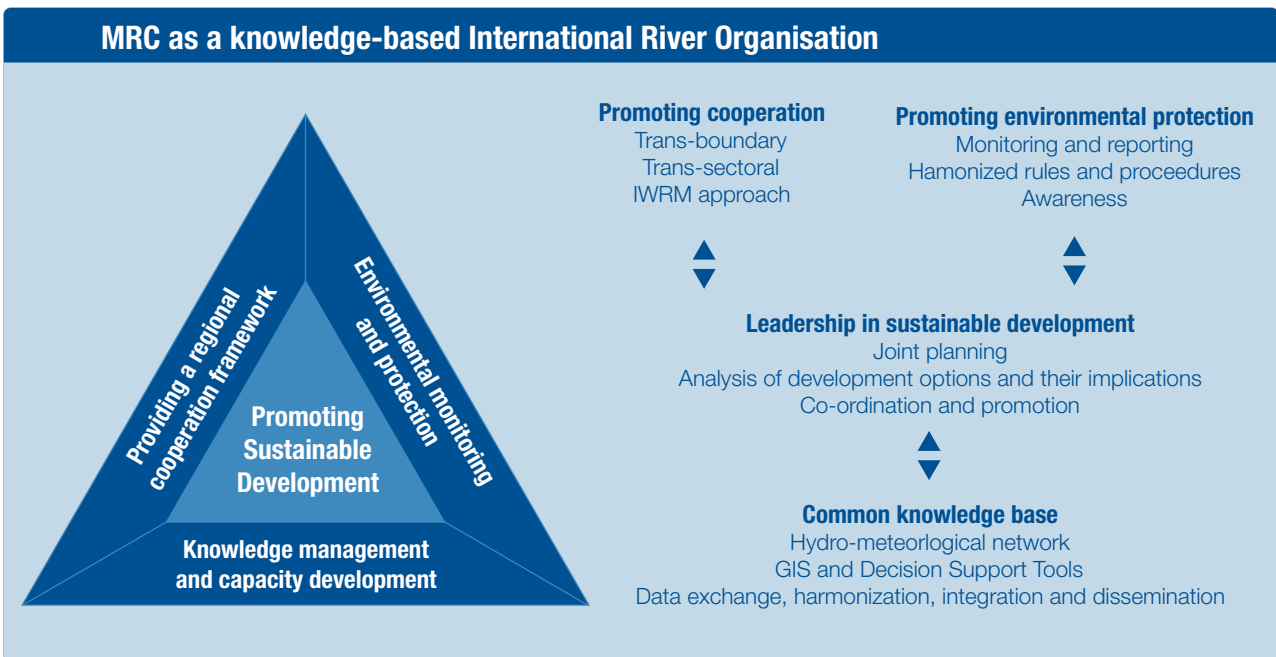 MRC as a knowledge-based International River Organisation
Providing a regional
cooperation framework
Environmental monitoring
and protection
Promoting
Sustainable
Development
Knowledge management
and capacity development
Promoting cooperation
Trans-boundary
Trans-sectoral
IWRM approach
Promoting environmental protection
Monitoring and reporting
Hamonized rules and proceedures
Awareness
Leadership in sustainable development
Joint planning
Analysis of development options and their implications
Co-ordination and promotion
Common knowledge base
Hydro-meteorlogical network
GIS and Decision Support Tools
Data exchange, harmonization, integration and dissemination